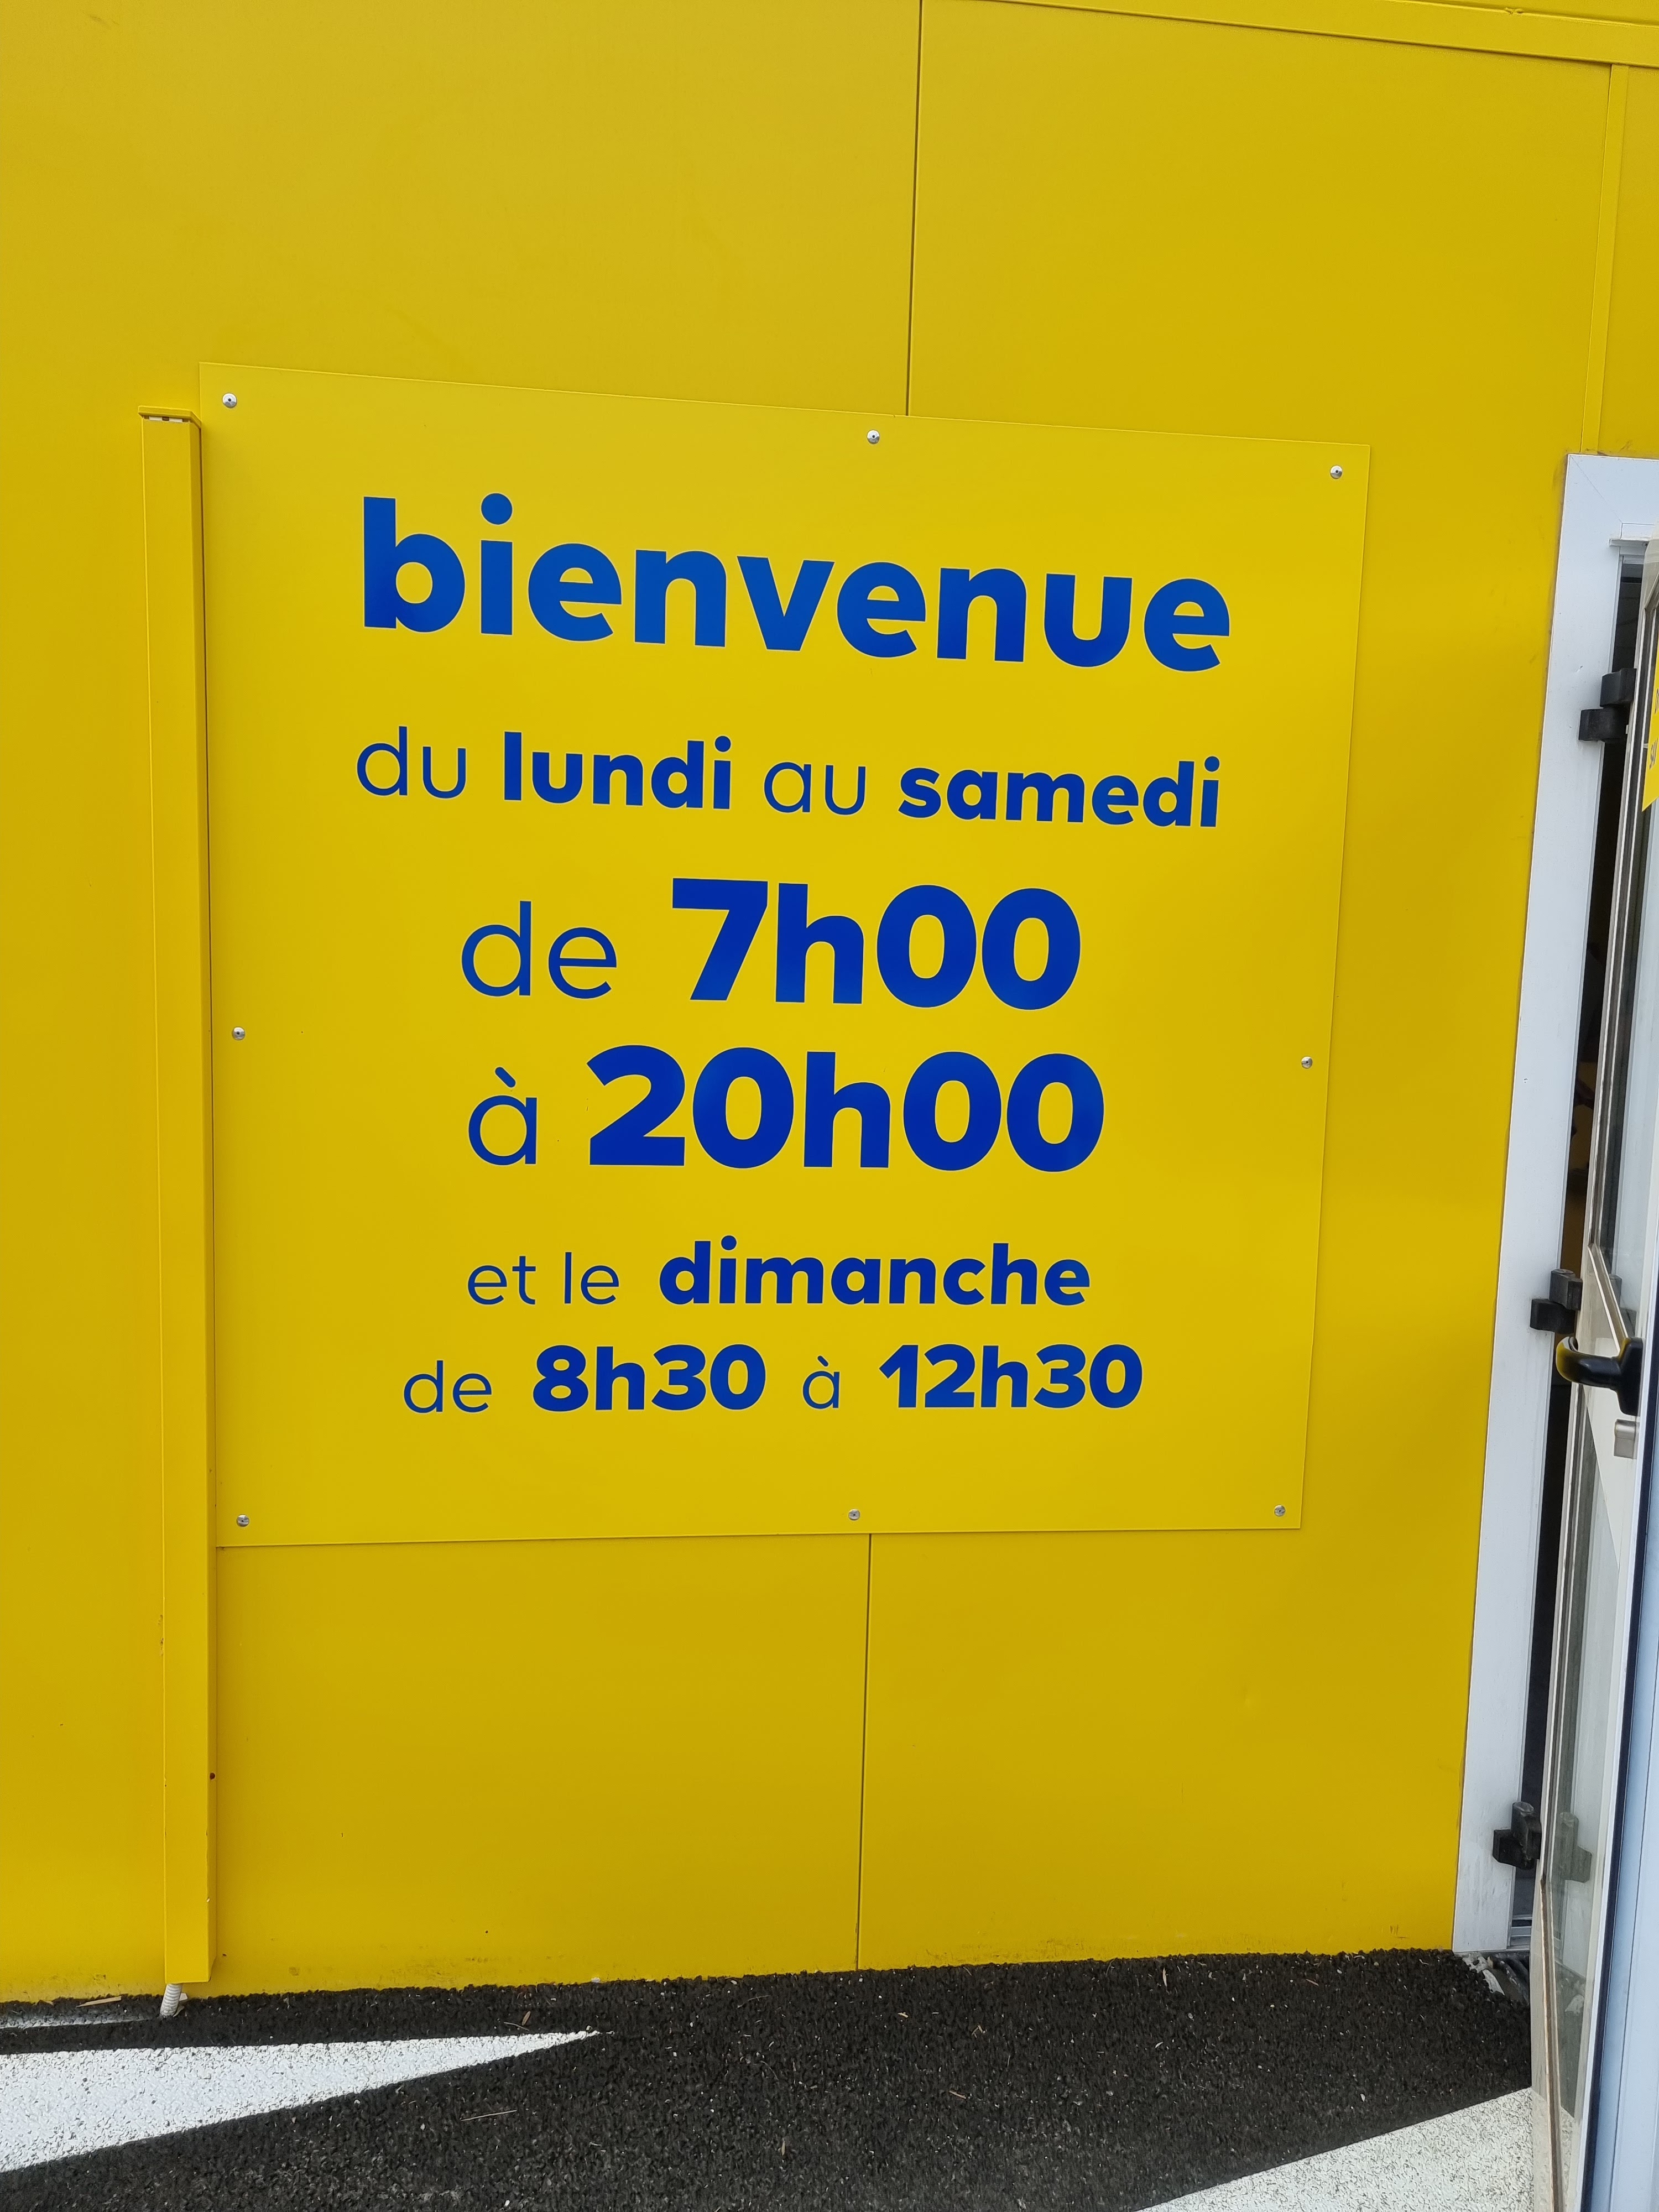 bienvenue
du lundi au samedi
de 7h00
à 20h00
et le dimanche
de 8h30 à 12h30